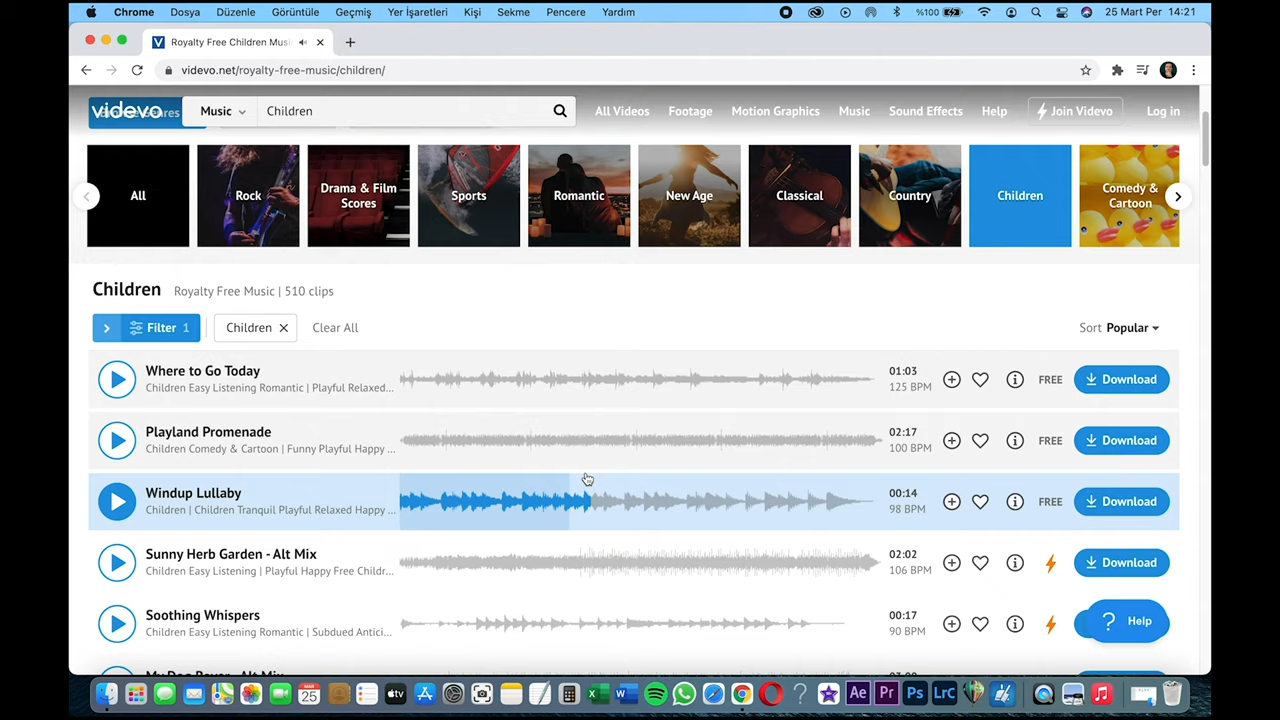 Chrome Dosya Düzenle Görüntüle Geçmiş Yer İşaretleri Kişi Sekme Pencere Yardım %100 25 Mart Per 14:21
V Royalty Free Children Musi
videvo.net/royalty-free-music/children/
videvo Music Children All Videos Footage Motion Graphics Music Sound Effects Help Join Videvo Log in
All Rock Drama & Film Scores Sports Romantic New Age Classical Country Children Comedy & Cartoon
Children Royalty Free Music | 510 clips
Filter 1 Children Clear All Sort Popular
Where to Go Today 01:03
Children Easy Listening Romantic | Playful Relaxed... 125 BPM FREE Download
Playland Promenade 02:17
Children Comedy & Cartoon | Funny Playful Happy ... 100 BPM FREE Download
Windup Lullaby 00:14
Children | Children Tranquil Playful Relaxed Happy ... 98 BPM FREE Download
Sunny Herb Garden - Alt Mix 02:02
Children Easy Listening | Playful Happy Free Childr... 106 BPM Download
Soothing Whispers 00:17
Children Easy Listening Romantic | Subdued Antici... 90 BPM
? Help
MAR 25 tv X W Ae Pr Ps LrC ?